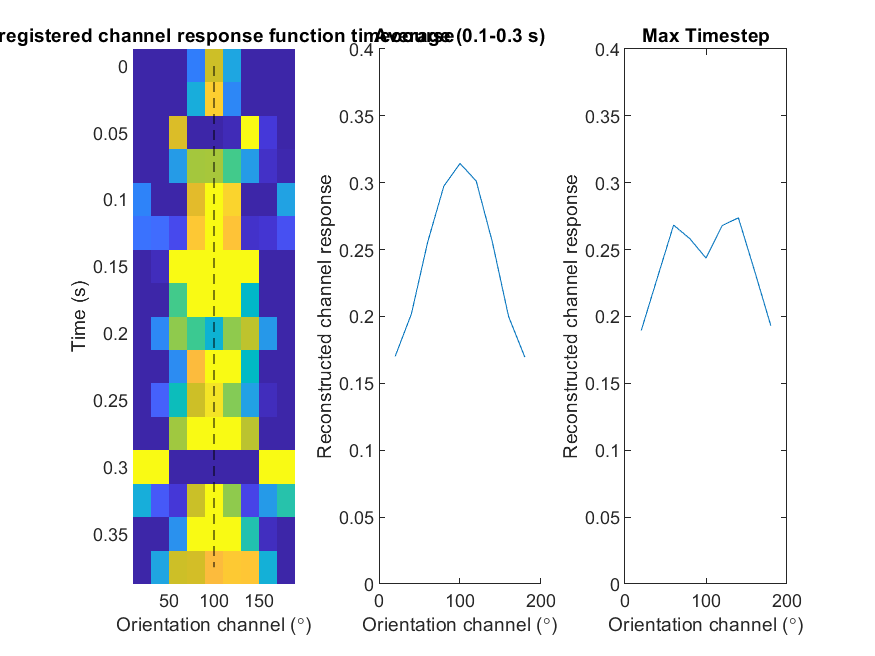 registered channel response function timecourse
Average (0.1-0.3 s)
Max Timestep
0
0.05
0.1
0.15
0.2
0.25
0.3
0.35
Time (s)
50 100 150
Orientation channel (°)
0.4
0.35
0.3
0.25
0.2
0.15
0.1
0.05
0
Reconstructed channel response
0 100 200
Orientation channel (°)
0.4
0.35
0.3
0.25
0.2
0.15
0.1
0.05
0
Reconstructed channel response
0 100 200
Orientation channel (°)